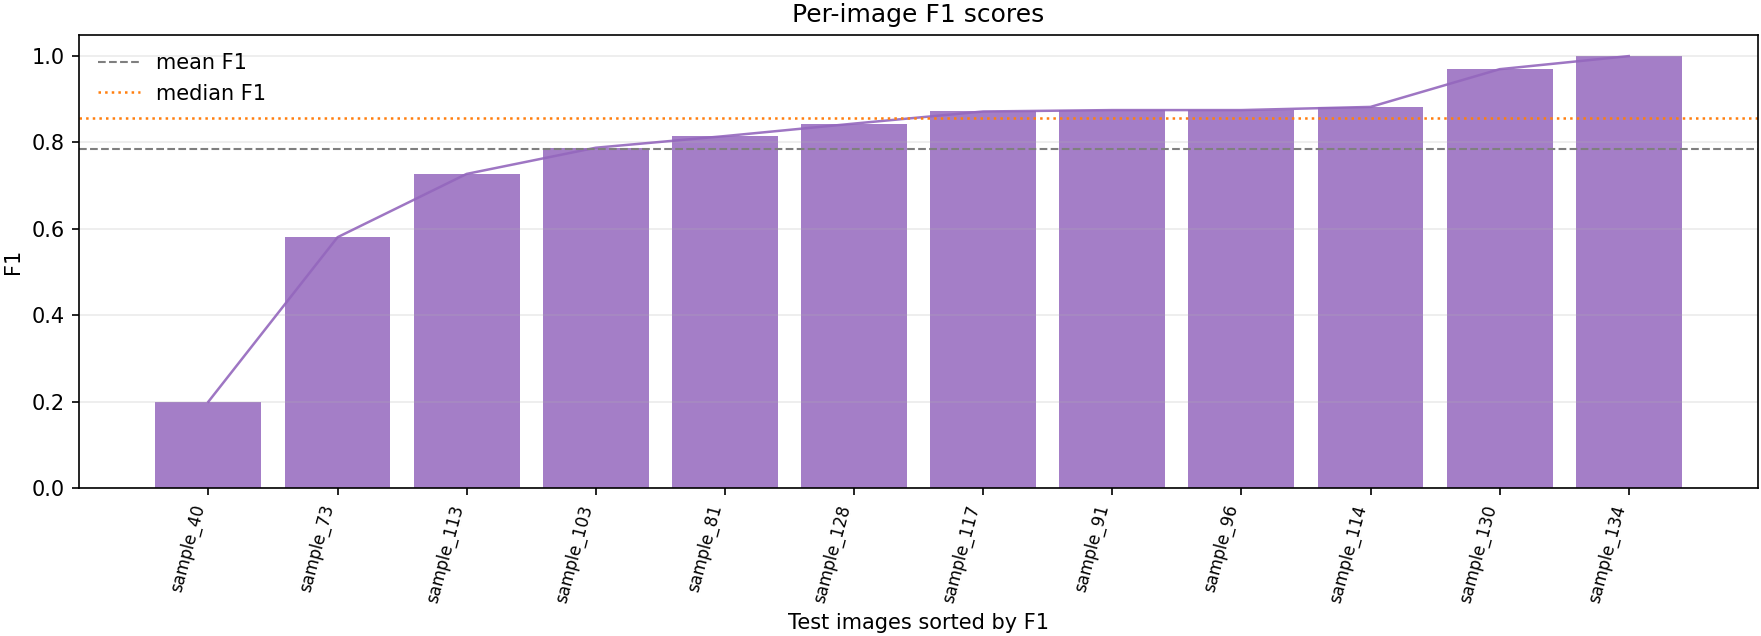 Per-image F1 scores
mean F1
median F1
F1
1.0
0.8
0.6
0.4
0.2
0.0
sample_40
sample_73
sample_113
sample_103
sample_81
sample_128
sample_117
sample_91
sample_96
sample_114
sample_130
sample_134
Test images sorted by F1